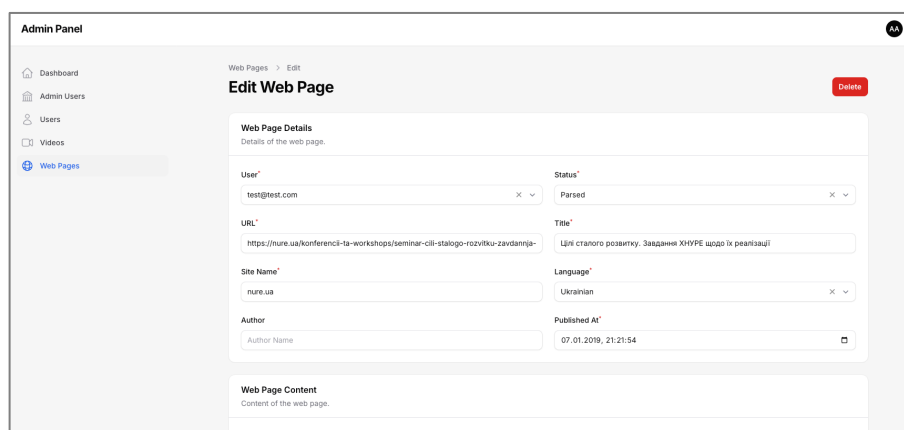 Admin Panel
AA
Dashboard
Admin Users
Users
Videos
Web Pages
Web Pages > Edit
Edit Web Page
Delete
Web Page Details
Details of the web page.
User*
Status*
test@test.com
Parsed
URL*
Title*
https://nure.ua/konferencii-ta-workshops/seminar-cili-stalogo-rozvitku-zavdannja-
Цілі сталого розвитку. Завдання ХНУРЕ щодо їх реалізації
Site Name*
Language*
nure.ua
Ukrainian
Author
Published At*
Author Name
07.01.2019, 21:21:54
Web Page Content
Content of the web page.